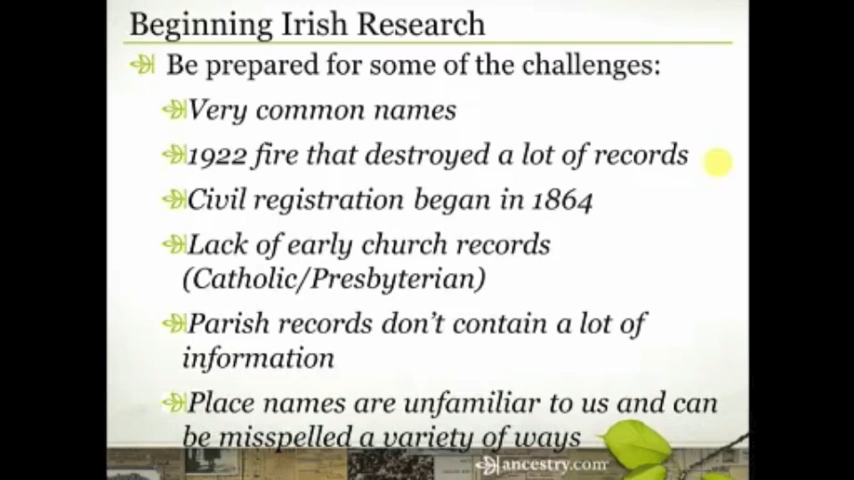 Beginning Irish Research
Be prepared for some of the challenges:
Very common names
1922 fire that destroyed a lot of records
Civil registration began in 1864
Lack of early church records
(Catholic/Presbyterian)
Parish records don't contain a lot of
information
Place names are unfamiliar to us and can
be misspelled a variety of ways
ancestry.com